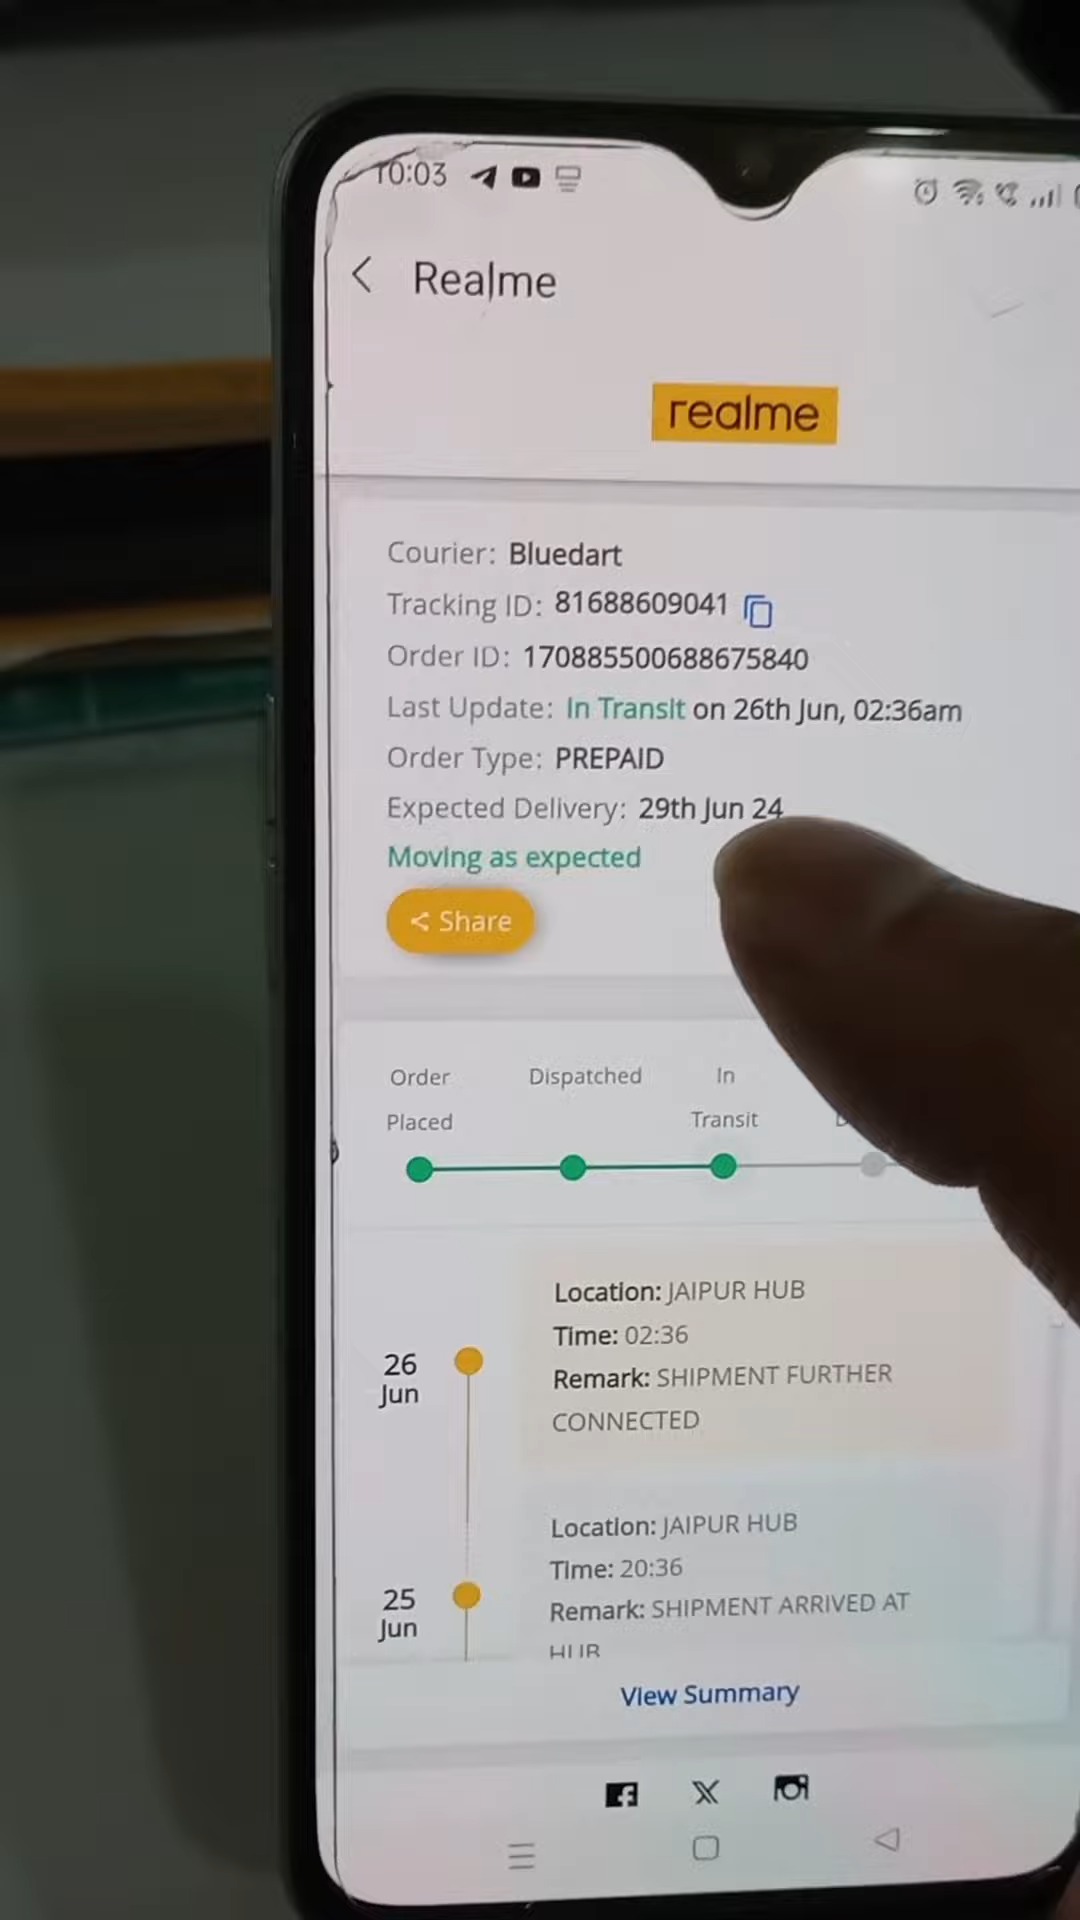 10:03
Realme
realme
Courier: Bluedart
Tracking ID: 81688609041
Order ID: 170885500688675840
Last Update: In Transit on 26th Jun, 02:36am
Order Type: PREPAID
Expected Delivery: 29th Jun 24
Moving as expected
Share
Order Placed
Dispatched
In Transit
26 Jun
Location: JAIPUR HUB
Time: 02:36
Remark: SHIPMENT FURTHER
CONNECTED
25 Jun
Location: JAIPUR HUB
Time: 20:36
Remark: SHIPMENT ARRIVED AT
HUB
View Summary